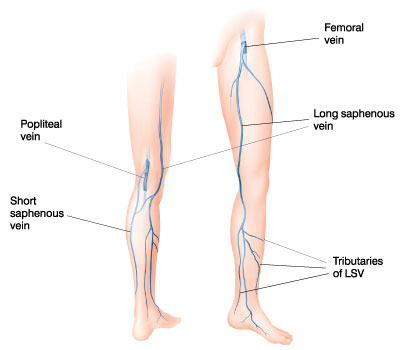 Femoral
vein
Long saphenous
vein
Popliteal
vein
Short
saphenous
vein
Tributaries
of LSV